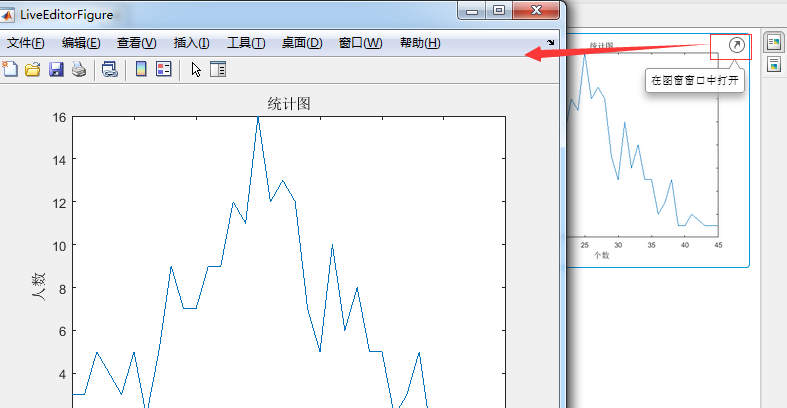 LiveEditorFigure
文件(F) 编辑(E) 查看(V) 插入(I) 工具(T) 桌面(D) 窗口(W) 帮助(H)
统计图
16
14
12
10
8
6
4
人数
统计图
在图窗窗口中打开
25 30 35 40 45
个数